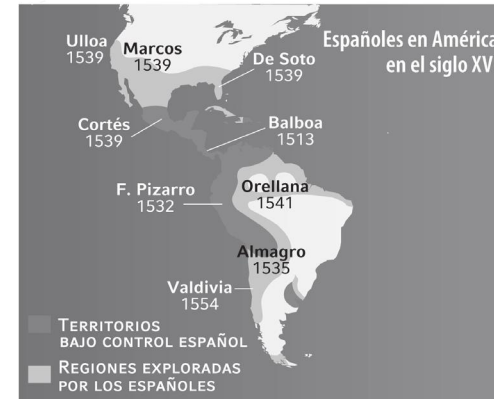 Españoles en América
en el siglo XV
Ulloa
1539
Marcos
1539
De Soto
1539
Cortés
1539
Balboa
1513
F. Pizarro
1532
Orellana
1541
Almagro
1535
Valdivia
1554
TERRITORIOS
BAJO CONTROL ESPAÑOL
REGIONES EXPLORADAS
POR LOS ESPAÑOLES